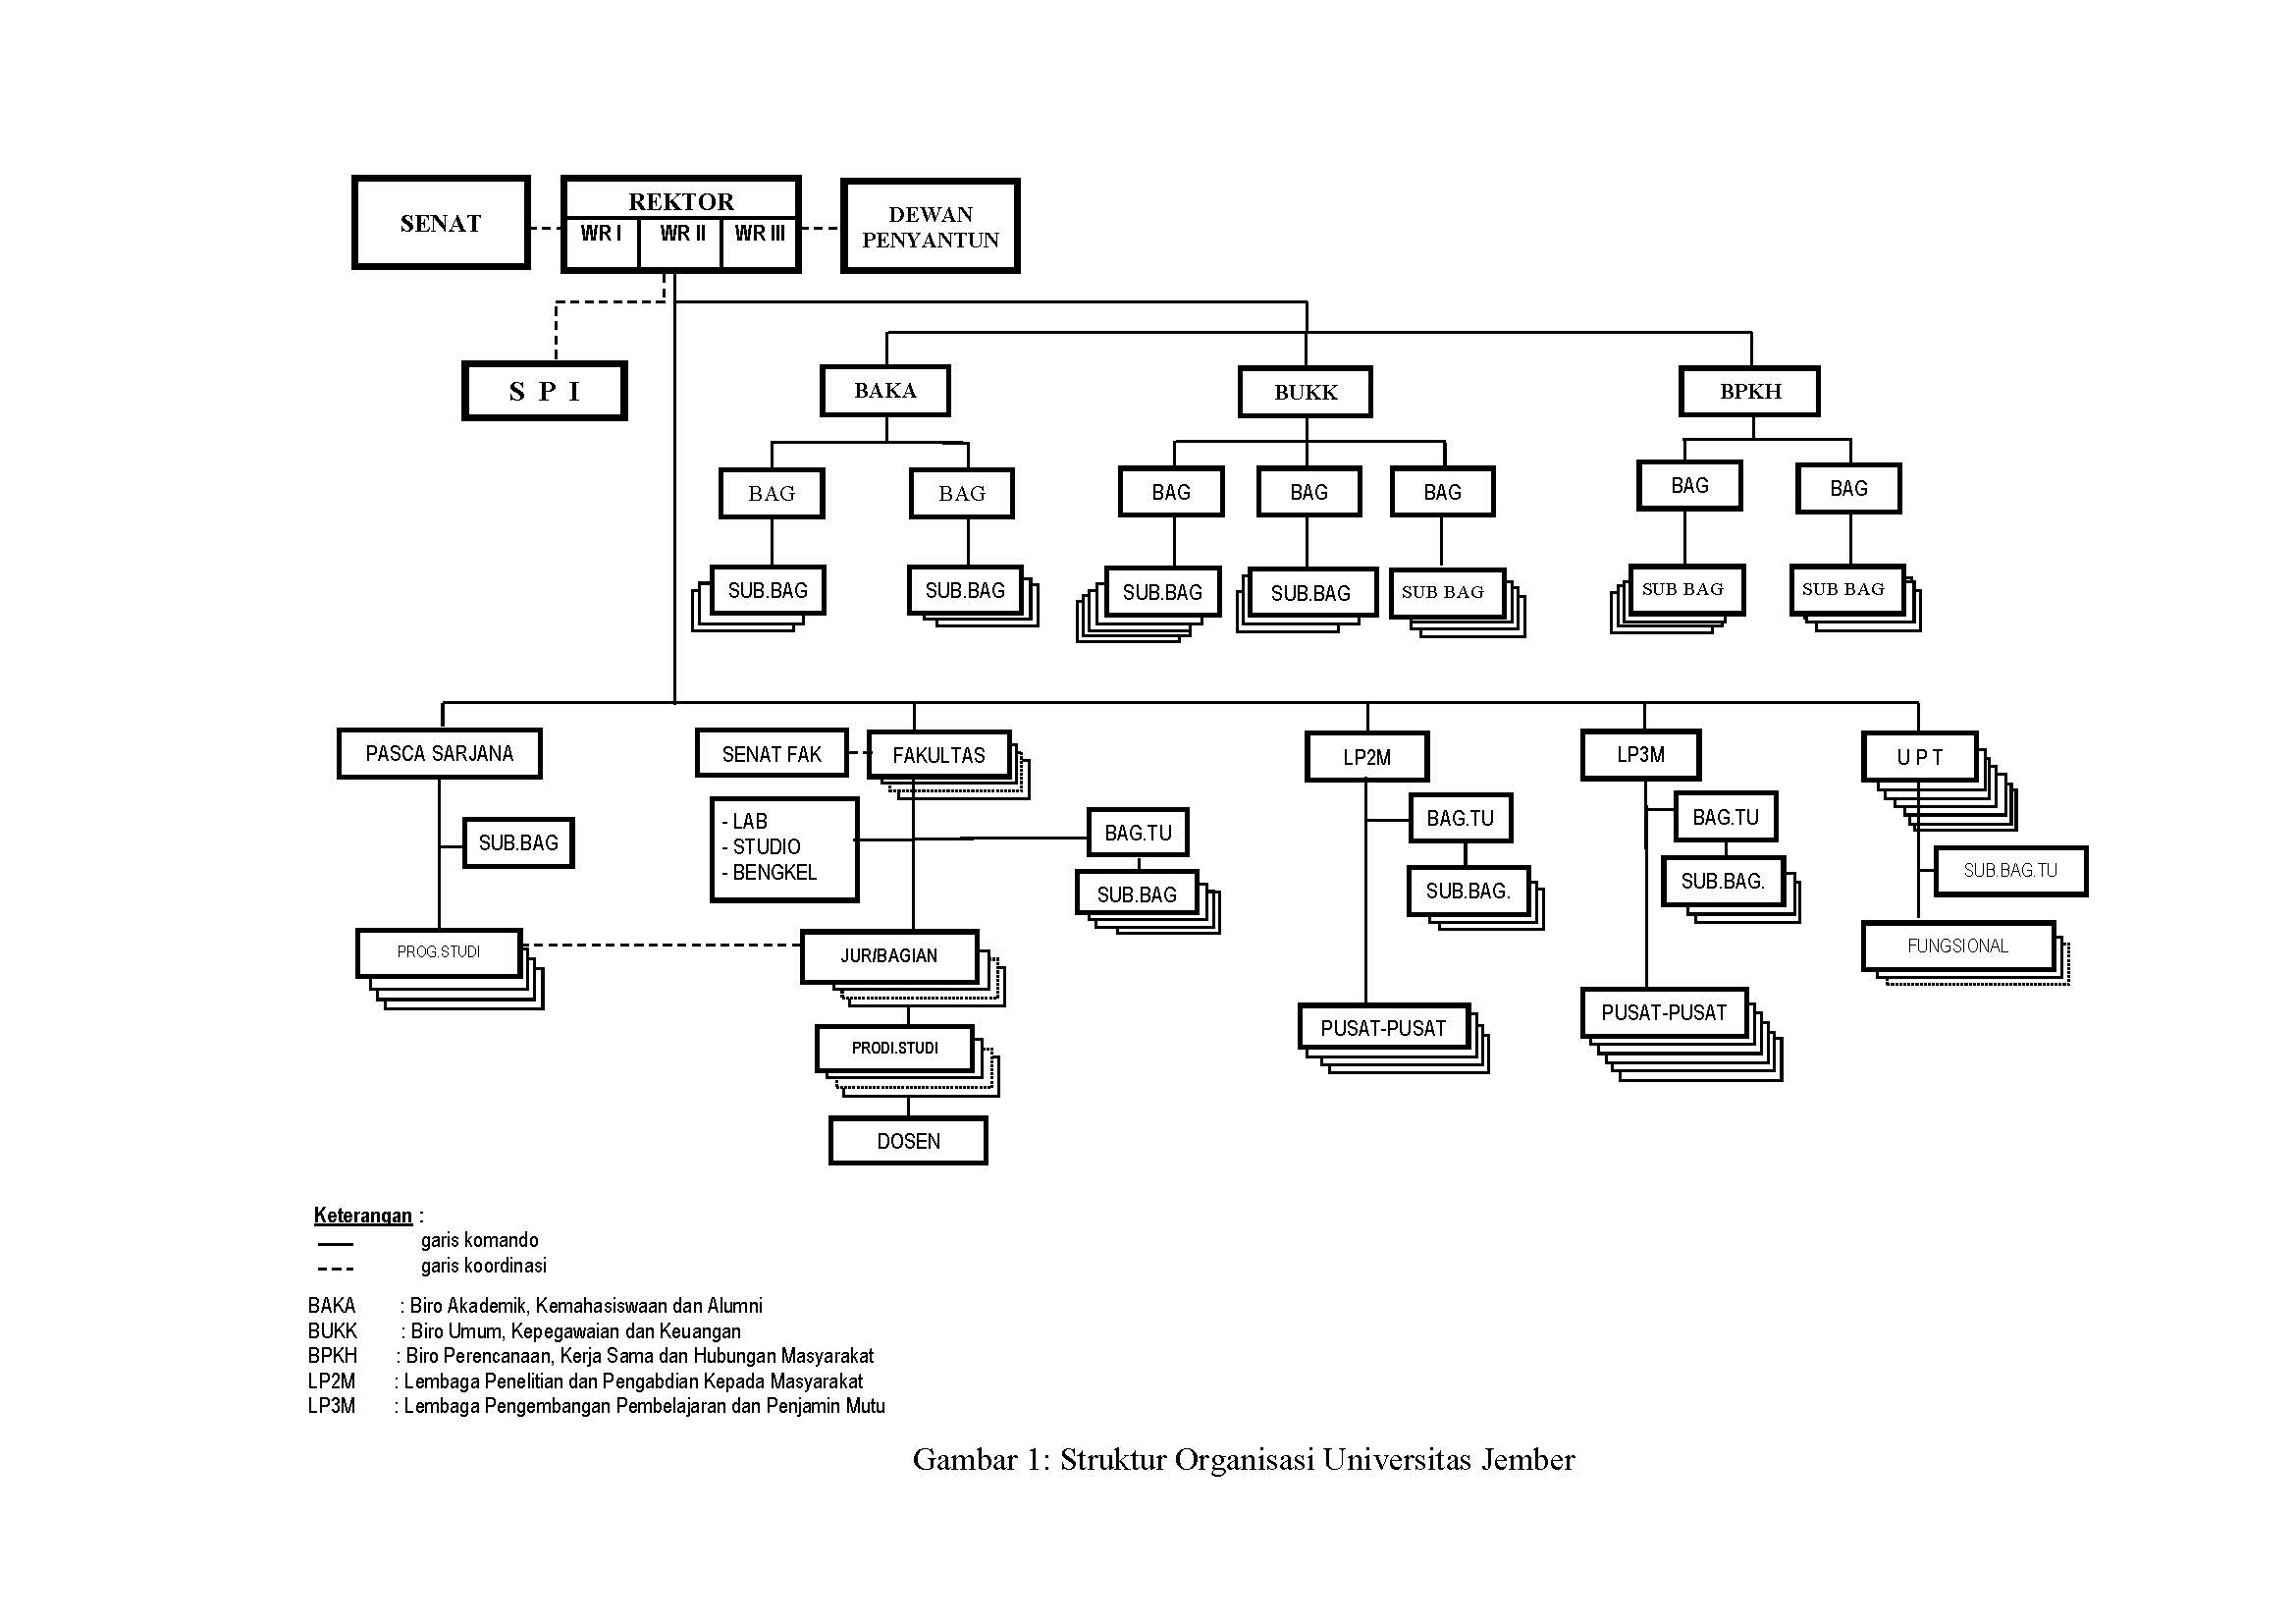 SENAT
REKTOR
WR I
WR II
WR III
DEWAN
PENYANTUN
S P I
BAKA
BUKK
BPKH
BAG
BAG
BAG
BAG
BAG
BAG
BAG
SUB.BAG
SUB.BAG
SUB.BAG
SUB.BAG
SUB BAG
SUB BAG
SUB BAG
PASCA SARJANA
SENAT FAK
FAKULTAS
LP2M
LP3M
U P T
SUB.BAG
- LAB
- STUDIO
- BENGKEL
BAG.TU
SUB.BAG
BAG.TU
SUB.BAG.
BAG.TU
SUB.BAG.
SUB.BAG.TU
PROG.STUDI
JUR/BAGIAN
FUNGSIONAL
PUSAT-PUSAT
PUSAT-PUSAT
PRODI.STUDI
DOSEN
Keterangan :
garis komando
garis koordinasi
BAKA : Biro Akademik, Kemahasiswaan dan Alumni
BUKK : Biro Umum, Kepegawaian dan Keuangan
BPKH : Biro Perencanaan, Kerja Sama dan Hubungan Masyarakat
LP2M : Lembaga Penelitian dan Pengabdian Kepada Masyarakat
LP3M : Lembaga Pengembangan Pembelajaran dan Penjamin Mutu
Gambar 1: Struktur Organisasi Universitas Jember